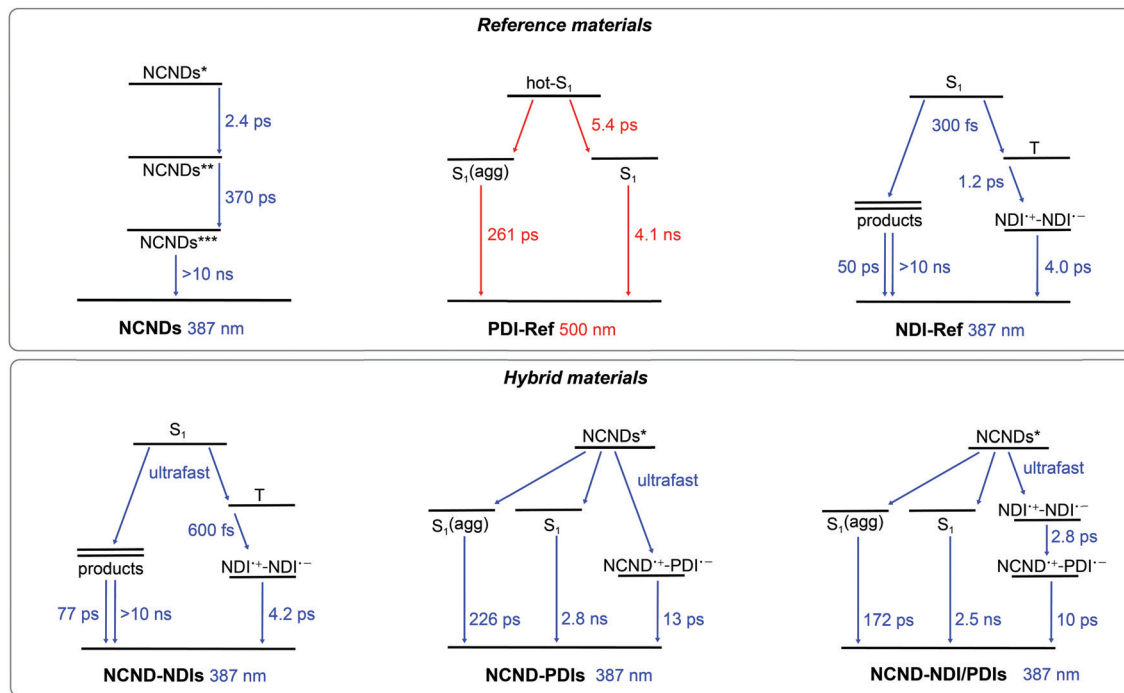 Reference materials
NCNDs*
2.4 ps
NCNDs**
370 ps
NCNDs***
>10 ns
NCNDs 387 nm
hot-S₁
5.4 ps
S₁(agg)
S₁
261 ps
4.1 ns
PDI-Ref 500 nm
S₁
300 fs
T
1.2 ps
products
NDI·⁺-NDI·⁻
50 ps
>10 ns
4.0 ps
NDI-Ref 387 nm
Hybrid materials
S₁
ultrafast
T
600 fs
products
NDI·⁺-NDI·⁻
77 ps
>10 ns
4.2 ps
NCND-NDIs 387 nm
NCNDs*
ultrafast
S₁(agg)
S₁
NCND·⁺-PDI·⁻
226 ps
2.8 ns
13 ps
NCND-PDIs 387 nm
NCNDs*
ultrafast
S₁(agg)
S₁
NDI·⁺-NDI·⁻
2.8 ps
NCND·⁺-PDI·⁻
172 ps
2.5 ns
10 ps
NCND-NDI/PDIs 387 nm